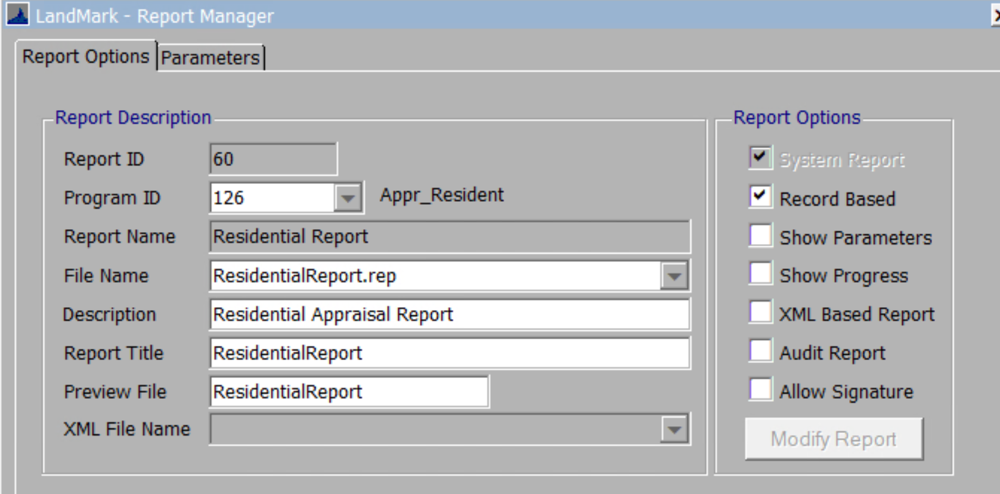 LandMark - Report Manager
Report Options Parameters
Report Description
Report ID 60
Program ID 126 Appr_Resident
Report Name Residential Report
File Name ResidentialReport.rep
Description Residential Appraisal Report
Report Title ResidentialReport
Preview File ResidentialReport
XML File Name
Report Options
System Report
Record Based
Show Parameters
Show Progress
XML Based Report
Audit Report
Allow Signature
Modify Report